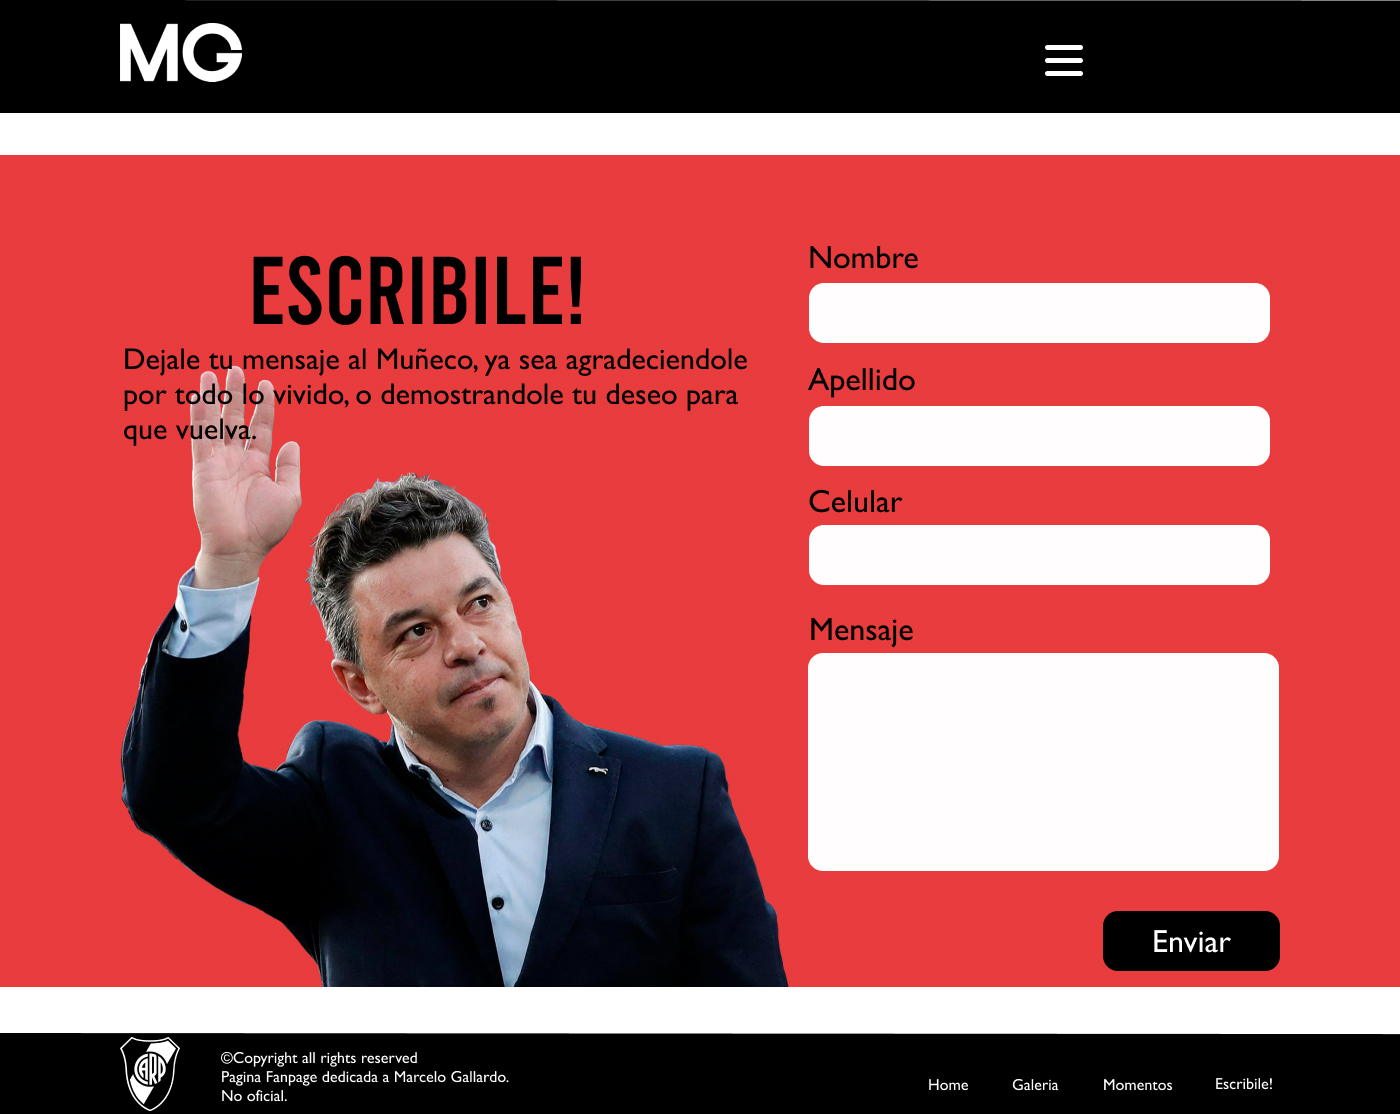 MG
ESCRIBILE!
Dejale tu mensaje al Muñeco, ya sea agradeciendole
por todo lo vivido, o demostrandole tu deseo para
que vuelva.
Nombre
Apellido
Celular
Mensaje
Enviar
CARP
©Copyright all rights reserved
Pagina Fanpage dedicada a Marcelo Gallardo.
No oficial.
Home Galeria Momentos Escribile!